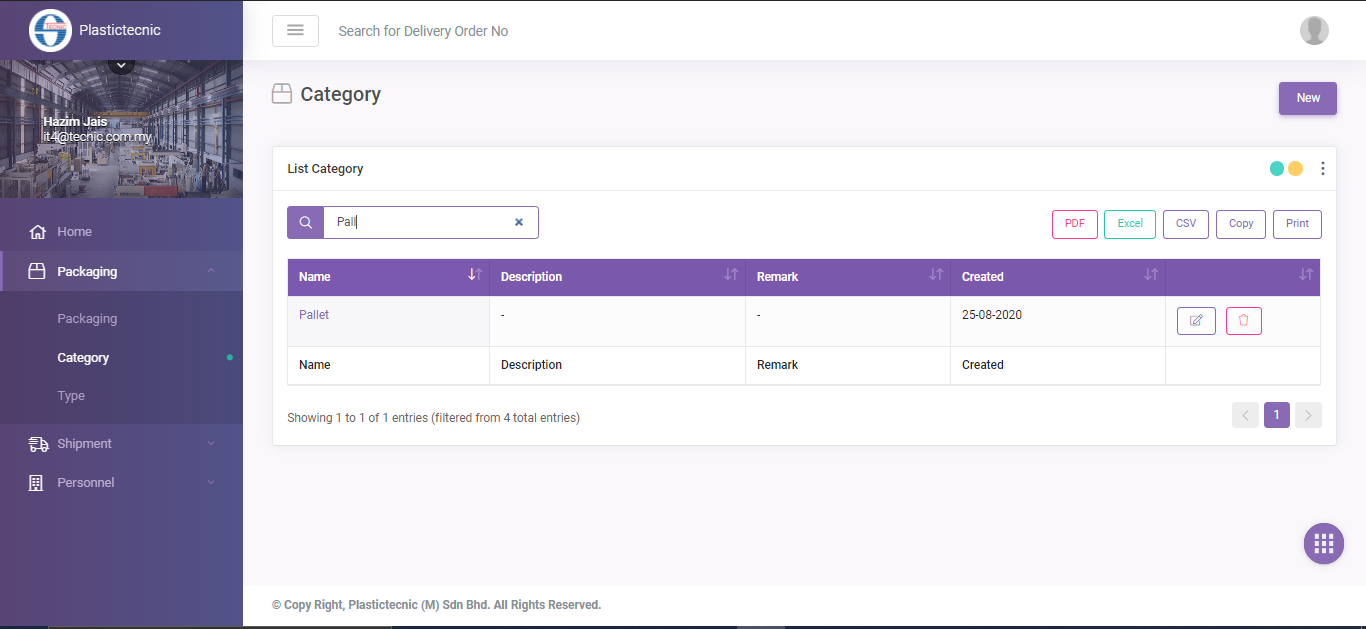 TECNIC
Plastictecnic
Search for Delivery Order No
Hazim Jais
it4@tecnic.com.my
Home
Packaging
Packaging
Category
Type
Shipment
Personnel
Category
New
List Category
Pall
PDF Excel CSV Copy Print
Name Description Remark Created
Pallet - - 25-08-2020
Name Description Remark Created
Showing 1 to 1 of 1 entries (filtered from 4 total entries)
1
© Copy Right, Plastictecnic (M) Sdn Bhd. All Rights Reserved.